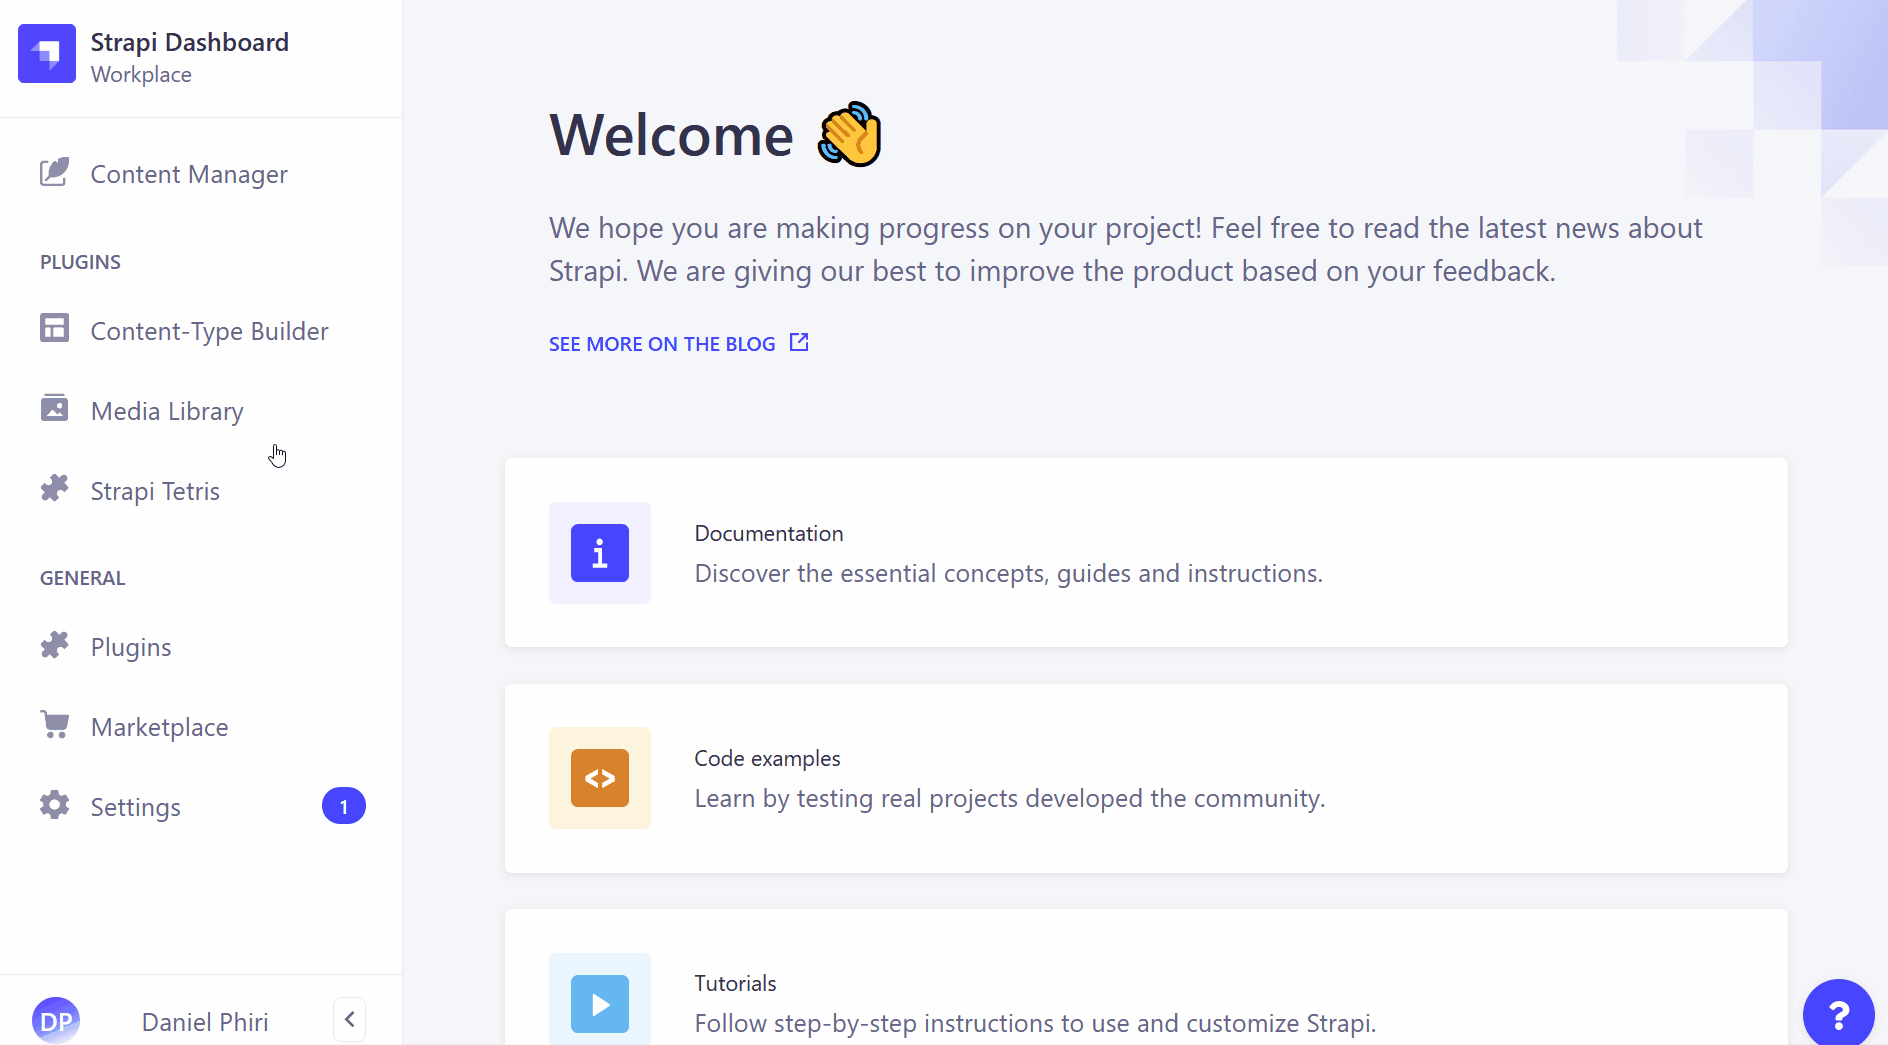 Strapi Dashboard
Workplace
Content Manager
PLUGINS
Content-Type Builder
Media Library
Strapi Tetris
GENERAL
Plugins
Marketplace
Settings
1
DP
Daniel Phiri
Welcome
We hope you are making progress on your project! Feel free to read the latest news about
Strapi. We are giving our best to improve the product based on your feedback.
SEE MORE ON THE BLOG
i
Documentation
Discover the essential concepts, guides and instructions.
<>
Code examples
Learn by testing real projects developed the community.
Tutorials
Follow step-by-step instructions to use and customize Strapi.
?